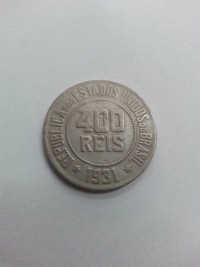 REPUBLICA DOS ESTADOS UNIDOS DO BRASIL
400
REIS
1931